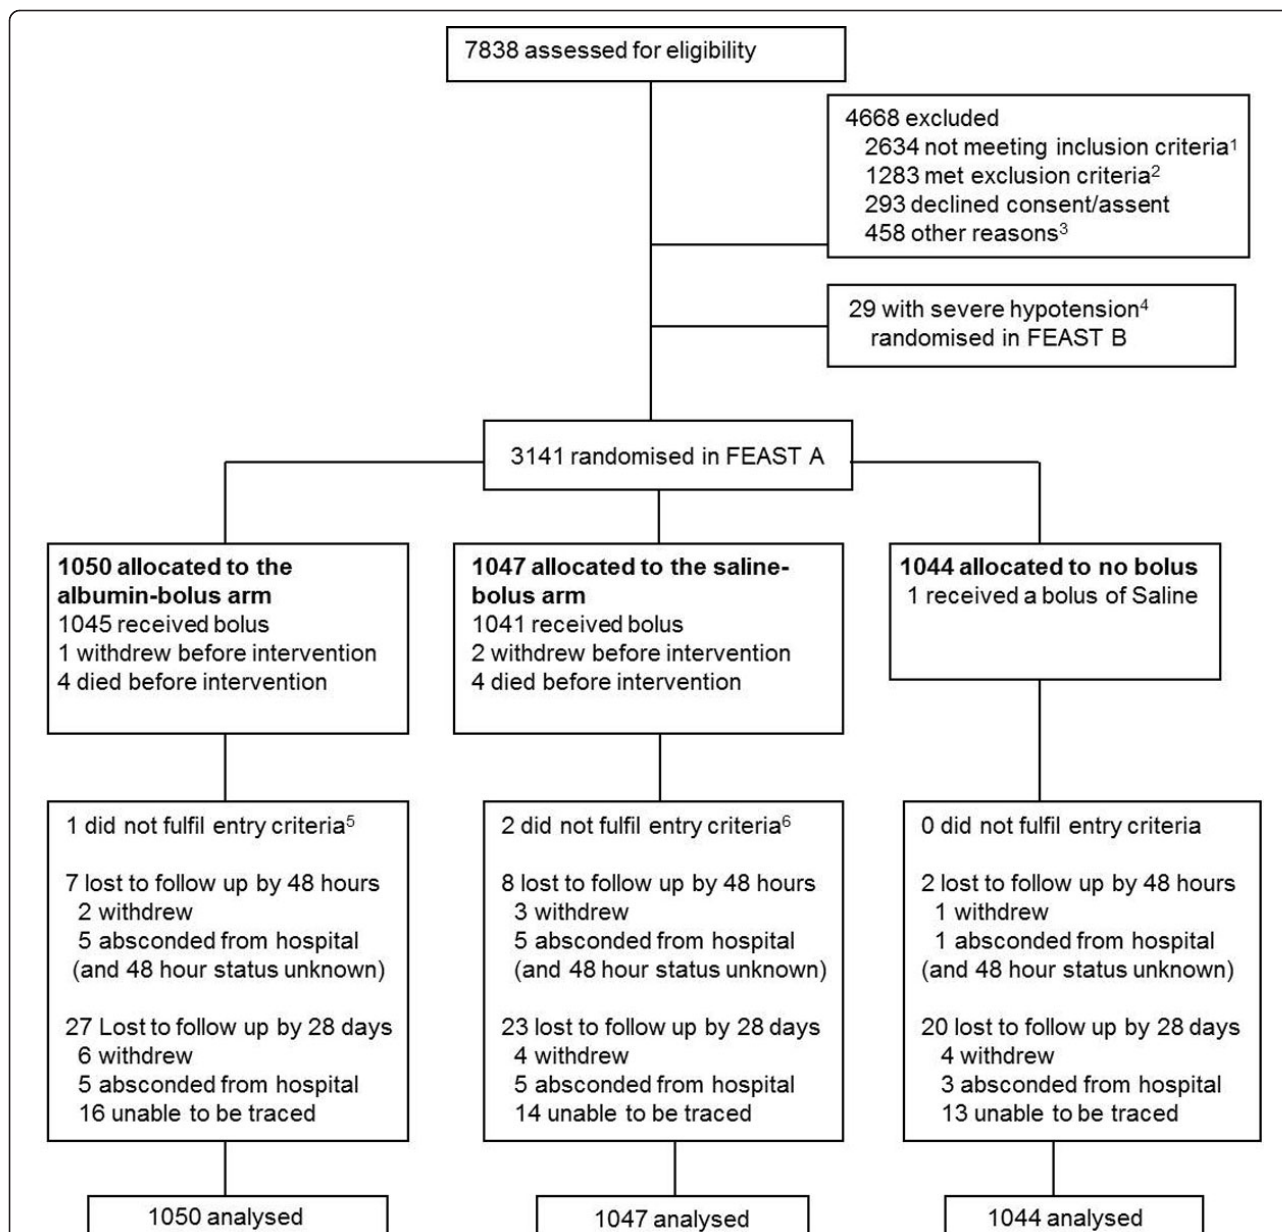 7838 assessed for eligibility
4668 excluded
2634 not meeting inclusion criteria1
1283 met exclusion criteria2
293 declined consent/assent
458 other reasons3
29 with severe hypotension4
randomised in FEAST B
3141 randomised in FEAST A
1050 allocated to the
albumin-bolus arm
1045 received bolus
1 withdrew before intervention
4 died before intervention
1047 allocated to the saline-
bolus arm
1041 received bolus
2 withdrew before intervention
4 died before intervention
1044 allocated to no bolus
1 received a bolus of Saline
1 did not fulfil entry criteria5
7 lost to follow up by 48 hours
2 withdrew
5 absconded from hospital
(and 48 hour status unknown)
27 Lost to follow up by 28 days
6 withdrew
5 absconded from hospital
16 unable to be traced
2 did not fulfil entry criteria6
8 lost to follow up by 48 hours
3 withdrew
5 absconded from hospital
(and 48 hour status unknown)
23 lost to follow up by 28 days
4 withdrew
5 absconded from hospital
14 unable to be traced
0 did not fulfil entry criteria
2 lost to follow up by 48 hours
1 withdrew
1 absconded from hospital
(and 48 hour status unknown)
20 lost to follow up by 28 days
4 withdrew
3 absconded from hospital
13 unable to be traced
1050 analysed
1047 analysed
1044 analysed